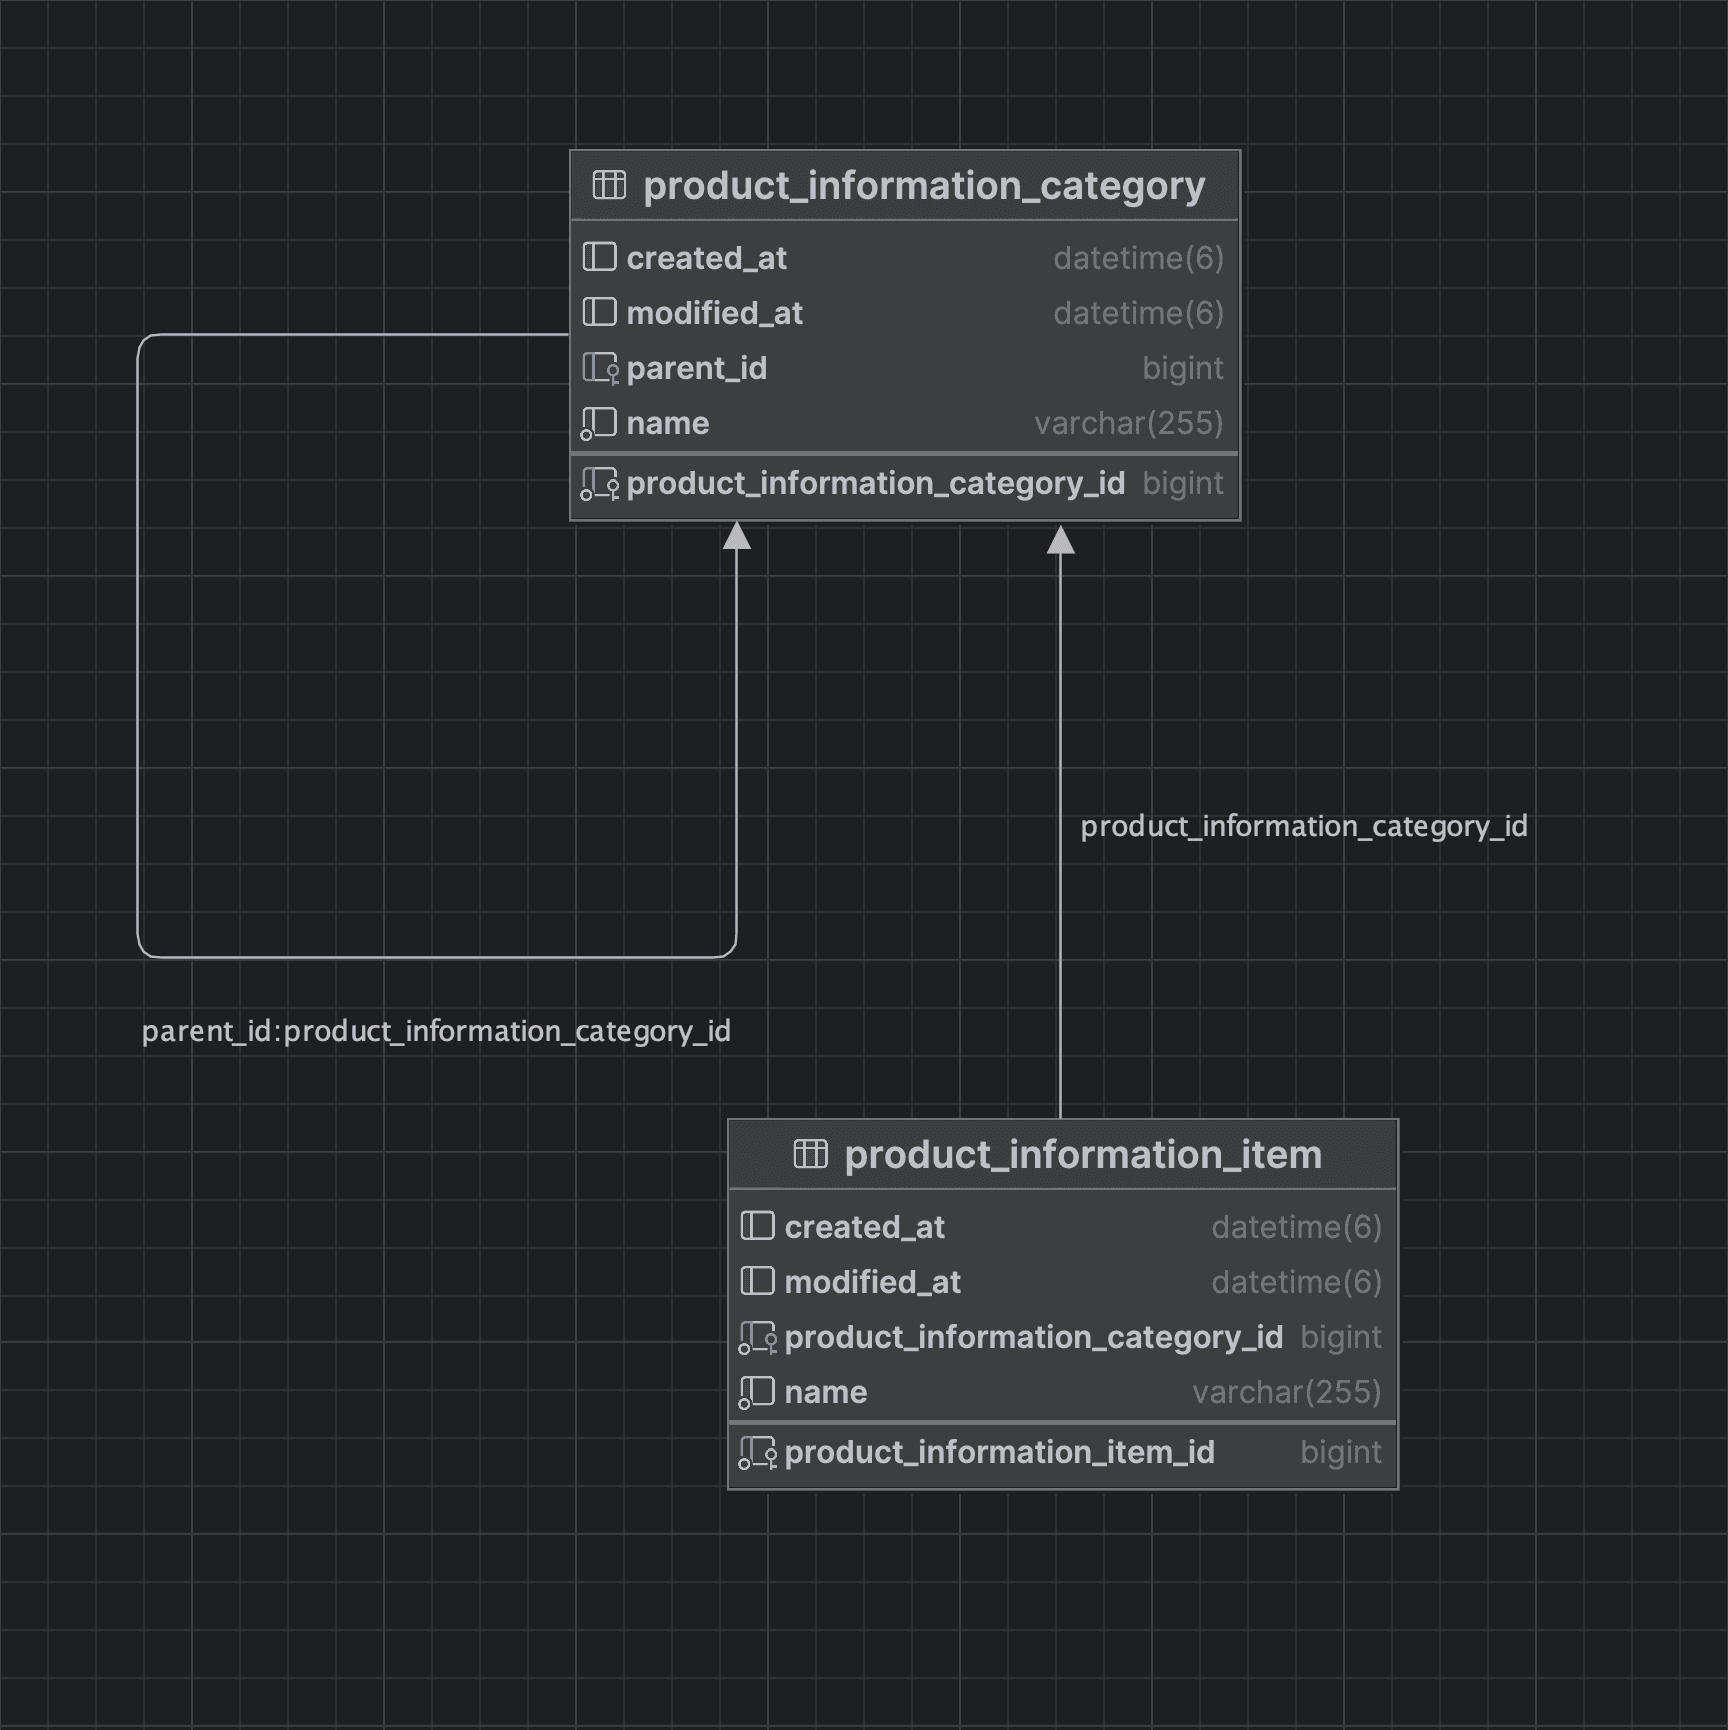 product_information_category
created_at datetime(6)
modified_at datetime(6)
parent_id bigint
name varchar(255)
product_information_category_id bigint
product_information_category_id
parent_id:product_information_category_id
product_information_item
created_at datetime(6)
modified_at datetime(6)
product_information_category_id bigint
name varchar(255)
product_information_item_id bigint